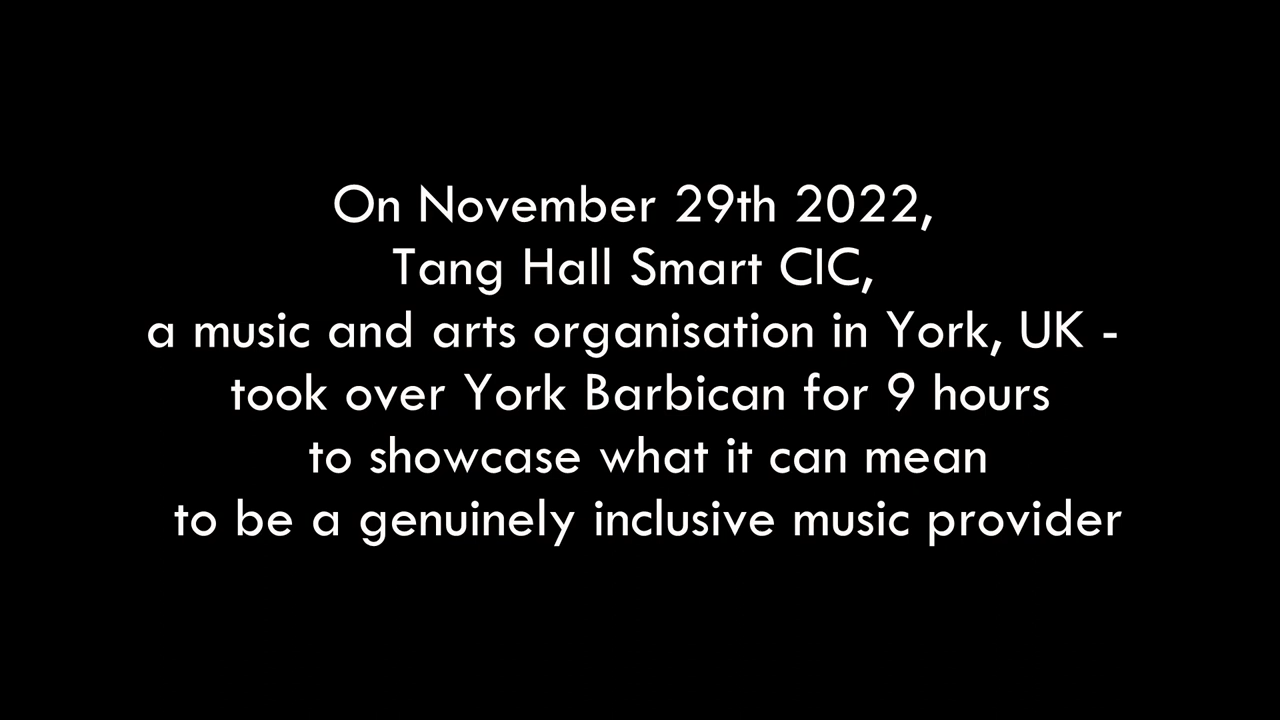 On November 29th 2022,
Tang Hall Smart CIC,
a music and arts organisation in York, UK -
took over York Barbican for 9 hours
to showcase what it can mean
to be a genuinely inclusive music provider